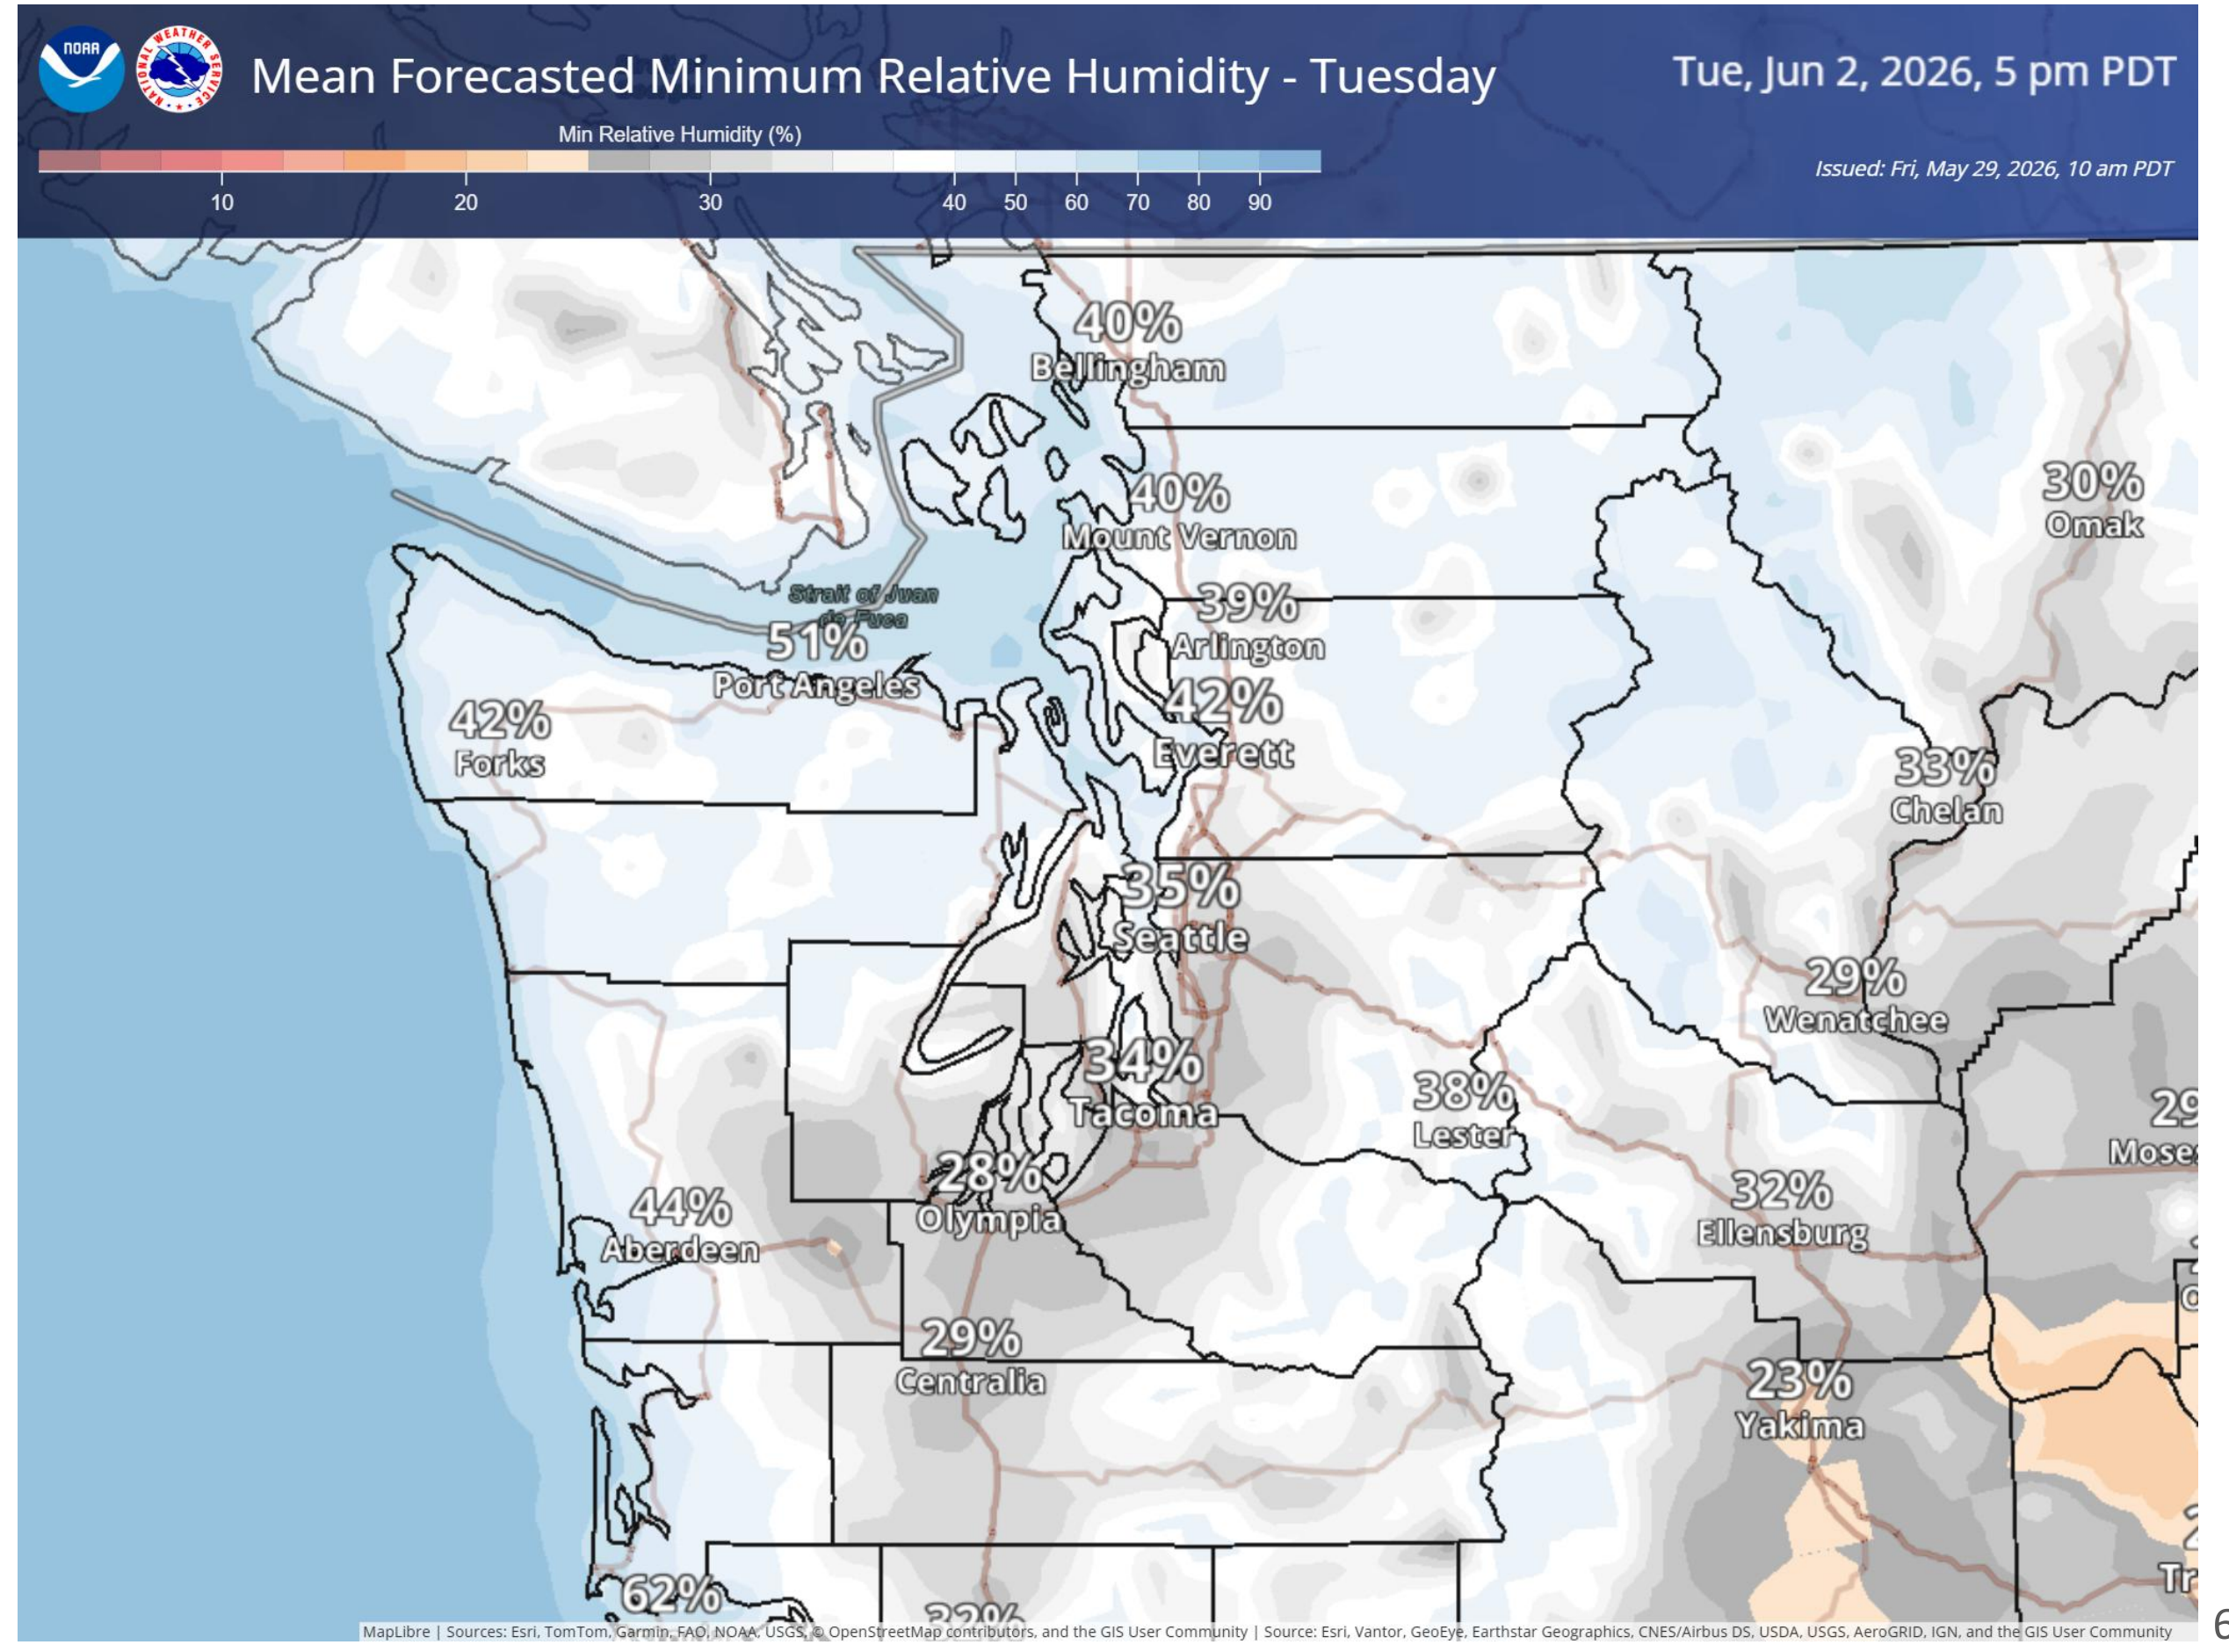 NOAA
NATIONAL WEATHER SERVICE
Mean Forecasted Minimum Relative Humidity - Tuesday
Tue, Jun 2, 2026, 5 pm PDT
Min Relative Humidity (%)
Issued: Fri, May 29, 2026, 10 am PDT
10 20 30 40 50 60 70 80 90
40%
Bellingham
40%
Mount Vernon
30%
Omak
39%
Arlington
Strait of Juan
de Fuca
51%
Port Angeles
42%
Everett
42%
Forks
33%
Chelan
35%
Seattle
29%
Wenatchee
34%
Tacoma
38%
Lester
29
Mose
28%
Olympia
32%
Ellensburg
44%
Aberdeen
29%
Centralia
23%
Yakima
Tr
62%
32%
MapLibre | Sources: Esri, TomTom, Garmin, FAO, NOAA, USGS, © OpenStreetMap contributors, and the GIS User Community | Source: Esri, Vantor, GeoEye, Earthstar Geographics, CNES/Airbus DS, USDA, USGS, AeroGRID, IGN, and the GIS User Community
6